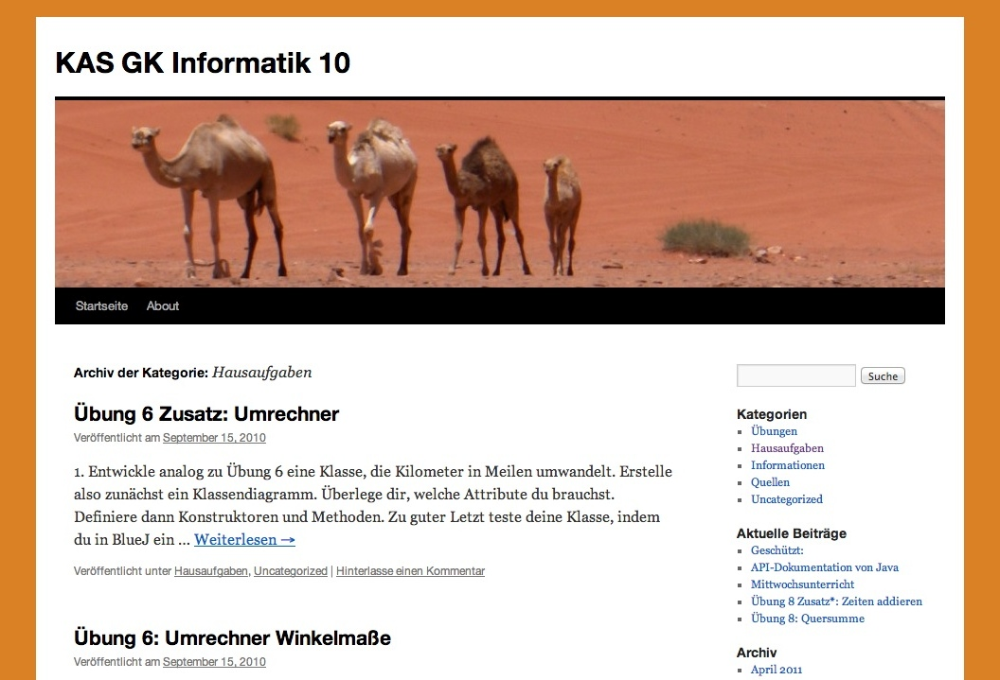 KAS GK Informatik 10
Startseite About
Archiv der Kategorie: Hausaufgaben
Übung 6 Zusatz: Umrechner
Veröffentlicht am September 15, 2010
1. Entwickle analog zu Übung 6 eine Klasse, die Kilometer in Meilen umwandelt. Erstelle
also zunächst ein Klassendiagramm. Überlege dir, welche Attribute du brauchst.
Definiere dann Konstruktoren und Methoden. Zu guter Letzt teste deine Klasse, indem
du in BlueJ ein … Weiterlesen →
Veröffentlicht unter Hausaufgaben, Uncategorized | Hinterlasse einen Kommentar
Übung 6: Umrechner Winkelmaße
Veröffentlicht am September 15, 2010
Suche
Kategorien
Übungen
Hausaufgaben
Informationen
Quellen
Uncategorized
Aktuelle Beiträge
Geschützt:
API-Dokumentation von Java
Mittwochsunterricht
Übung 8 Zusatz*: Zeiten addieren
Übung 8: Quersumme
Archiv
April 2011